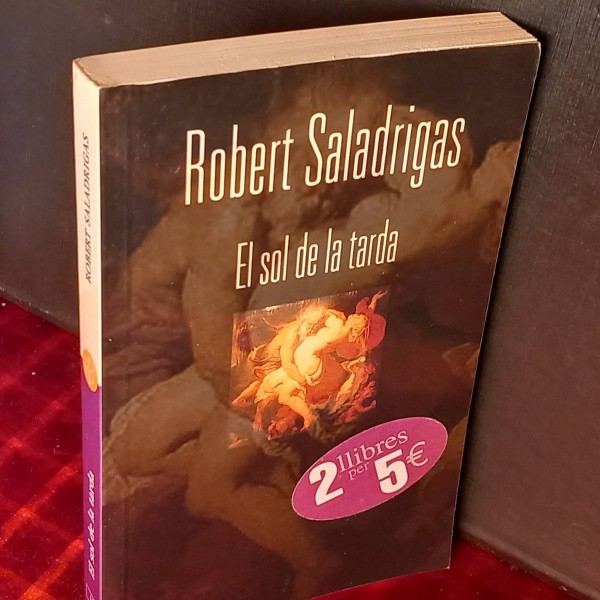 Robert Saladrigas
El sol de la tarda
2 llibres
per 5€
ROBERT SALADRIGAS
El sol de la tarda